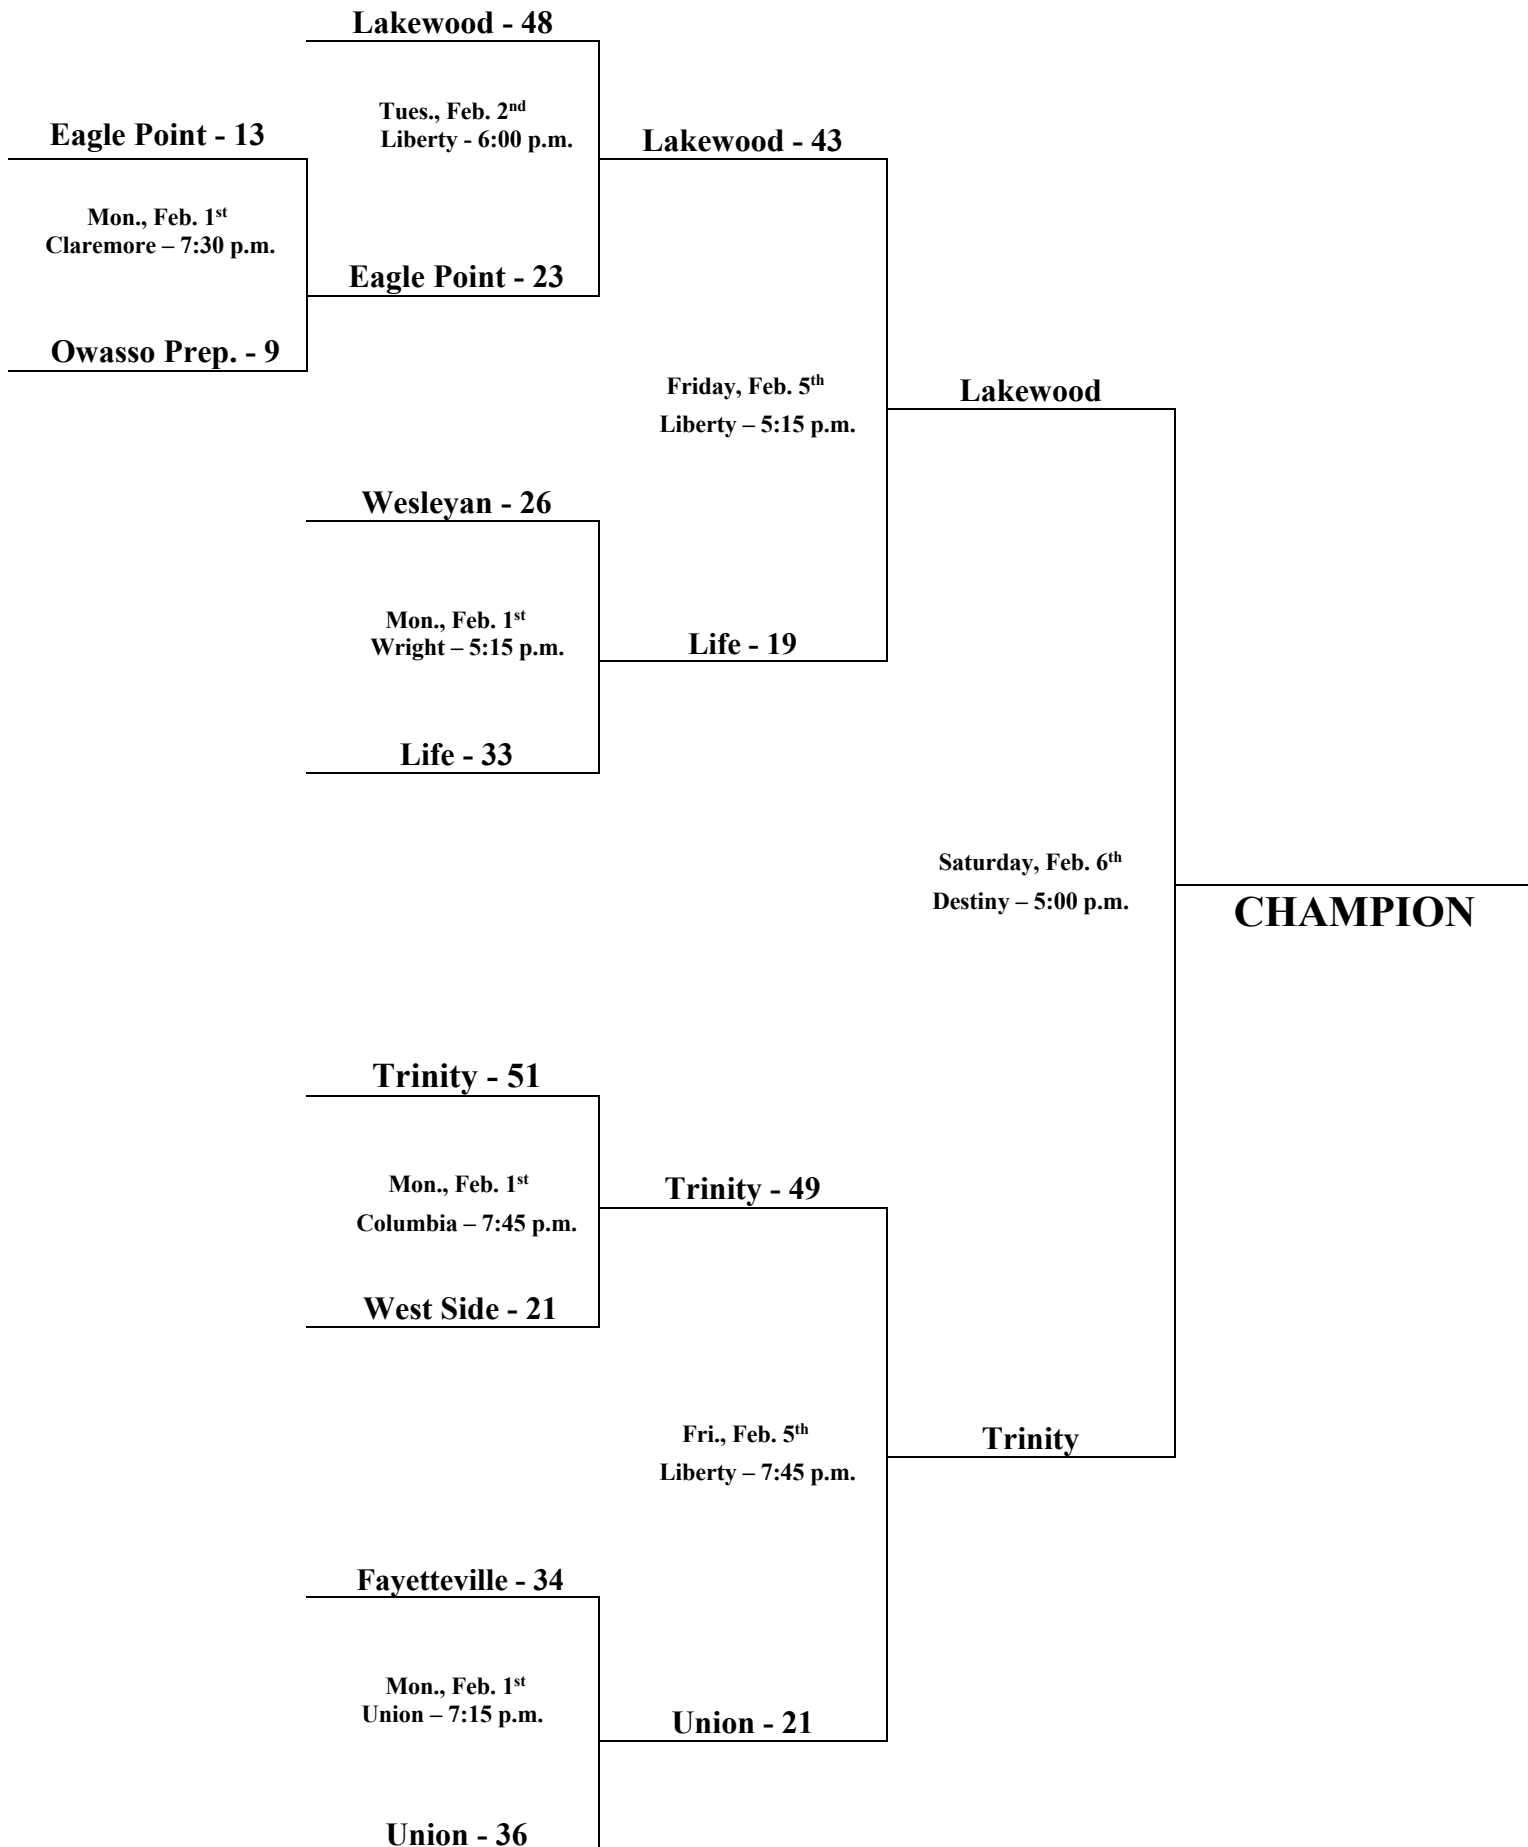 Lakewood - 48
Tues., Feb. 2nd
Liberty - 6:00 p.m.
Eagle Point - 13
Lakewood - 43
Mon., Feb. 1st
Claremore – 7:30 p.m.
Eagle Point - 23
Owasso Prep. - 9
Friday, Feb. 5th
Liberty – 5:15 p.m.
Lakewood
Wesleyan - 26
Mon., Feb. 1st
Wright – 5:15 p.m.
Life - 19
Life - 33
Saturday, Feb. 6th
Destiny – 5:00 p.m.
CHAMPION
Trinity - 51
Mon., Feb. 1st
Columbia – 7:45 p.m.
Trinity - 49
West Side - 21
Fri., Feb. 5th
Liberty – 7:45 p.m.
Trinity
Fayetteville - 34
Mon., Feb. 1st
Union – 7:15 p.m.
Union - 21
Union - 36